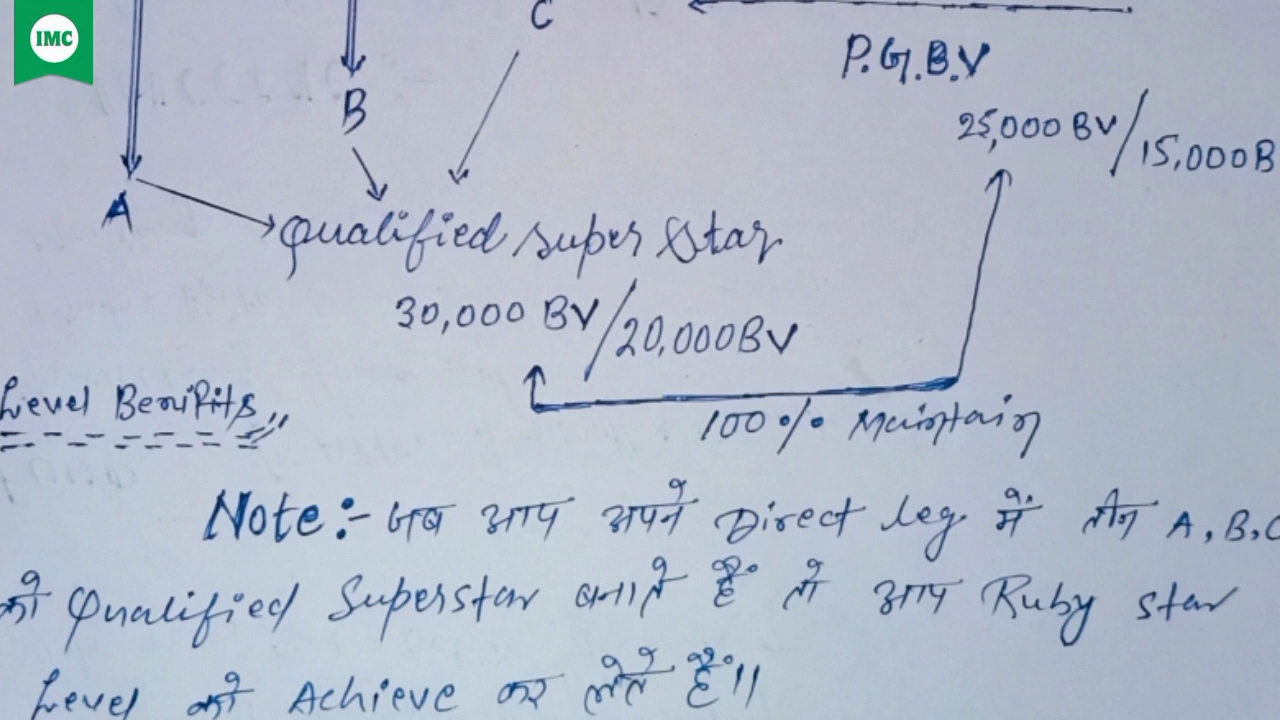 IMC
C
P.G.B.V
B
25,000 BV/15,000B
A
Qualified super Star
30,000 BV/20,000BV
Level Benifits,,
100% Maintain
Note:- जब आप अपने Direct leg में तीन A, B, C
को Qualified Superstar बनाते हैं तो आप Ruby star
Level को Achieve कर लेते हैं॥